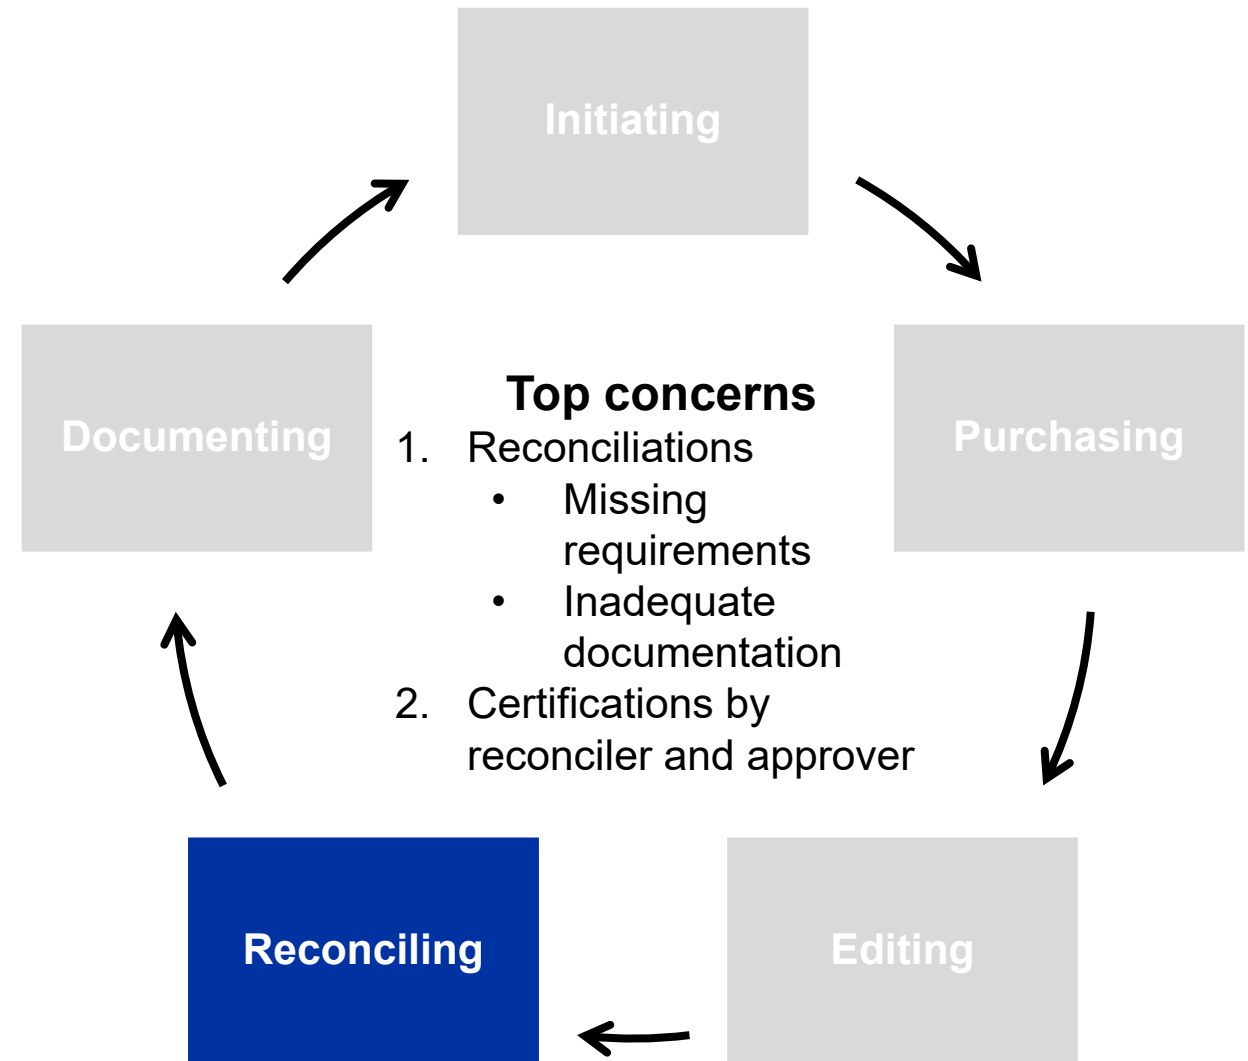 Initiating
Documenting
Purchasing
Top concerns
1. Reconciliations
• Missing
requirements
• Inadequate
documentation
2. Certifications by
reconciler and approver
Reconciling
Editing